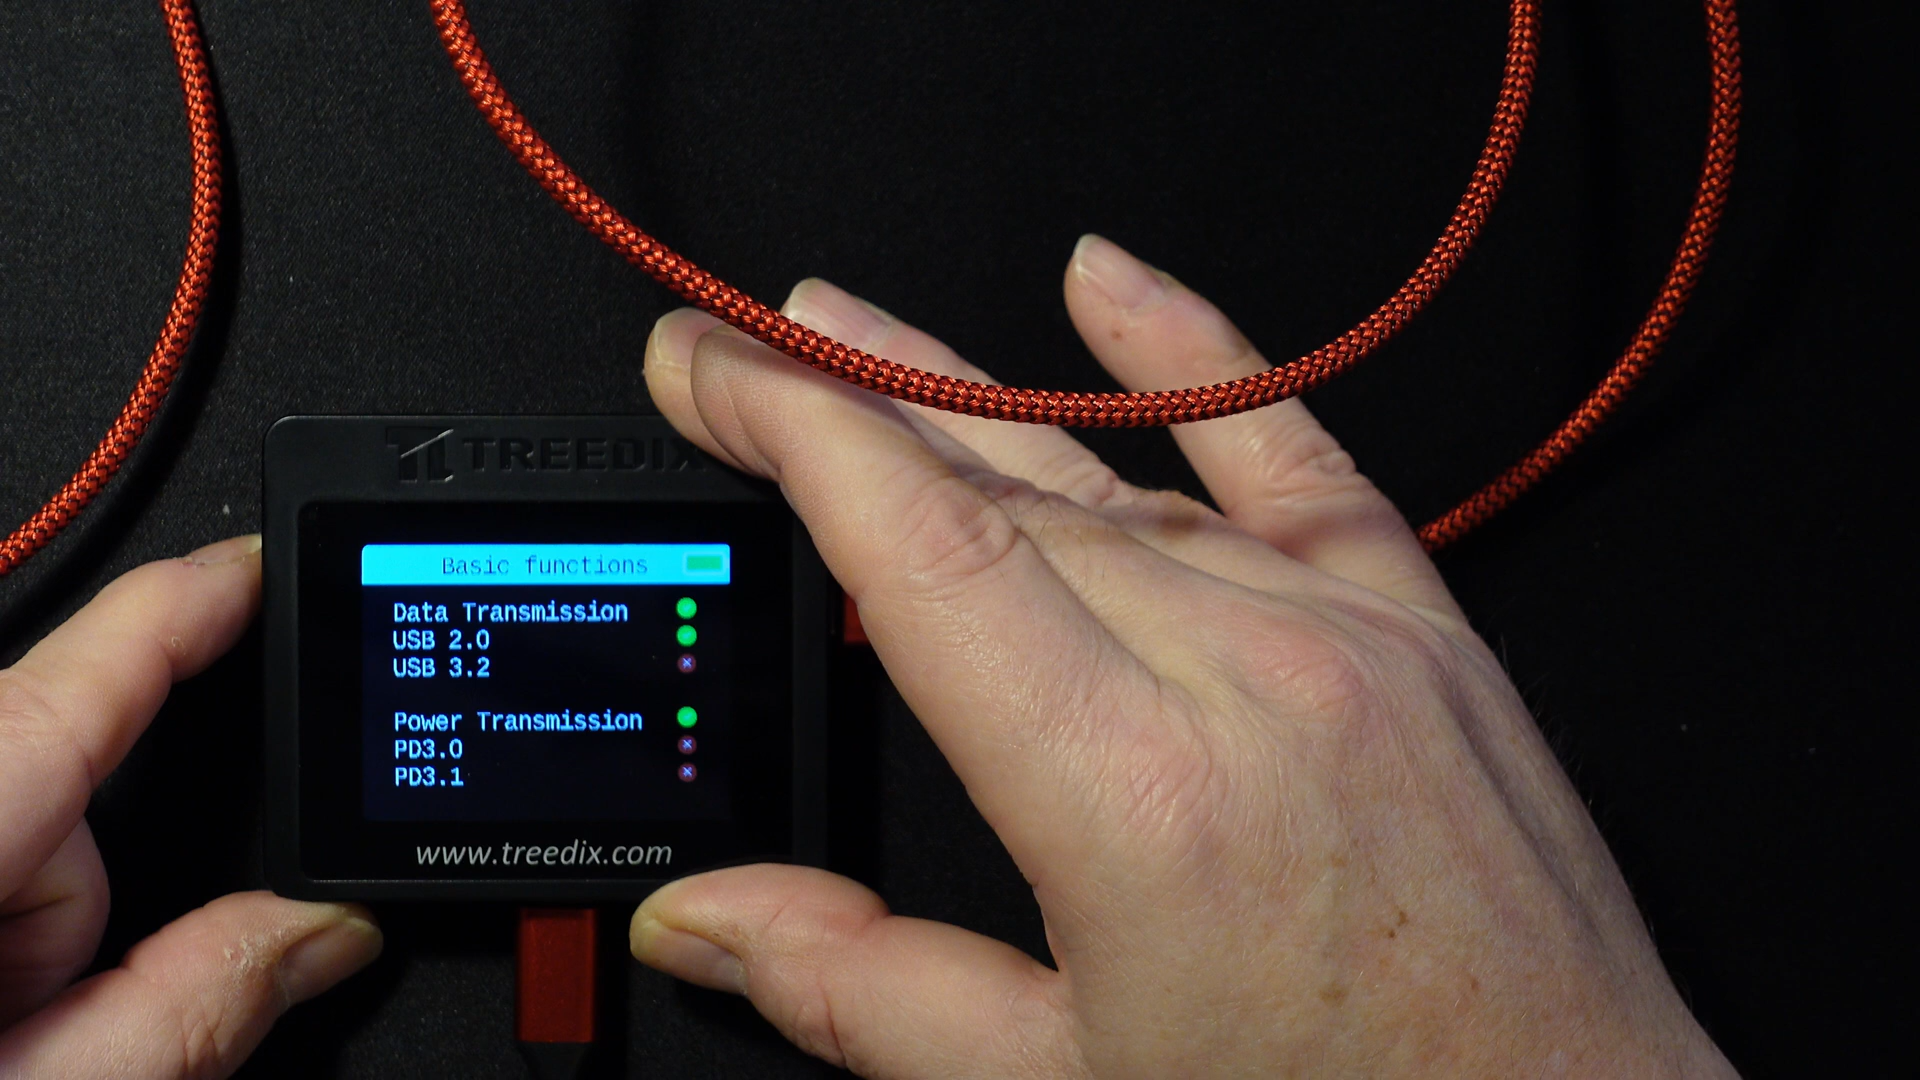 TREEDIX
Basic functions
Data Transmission
USB 2.0
USB 3.2
Power Transmission
PD3.0
PD3.1
www.treedix.com